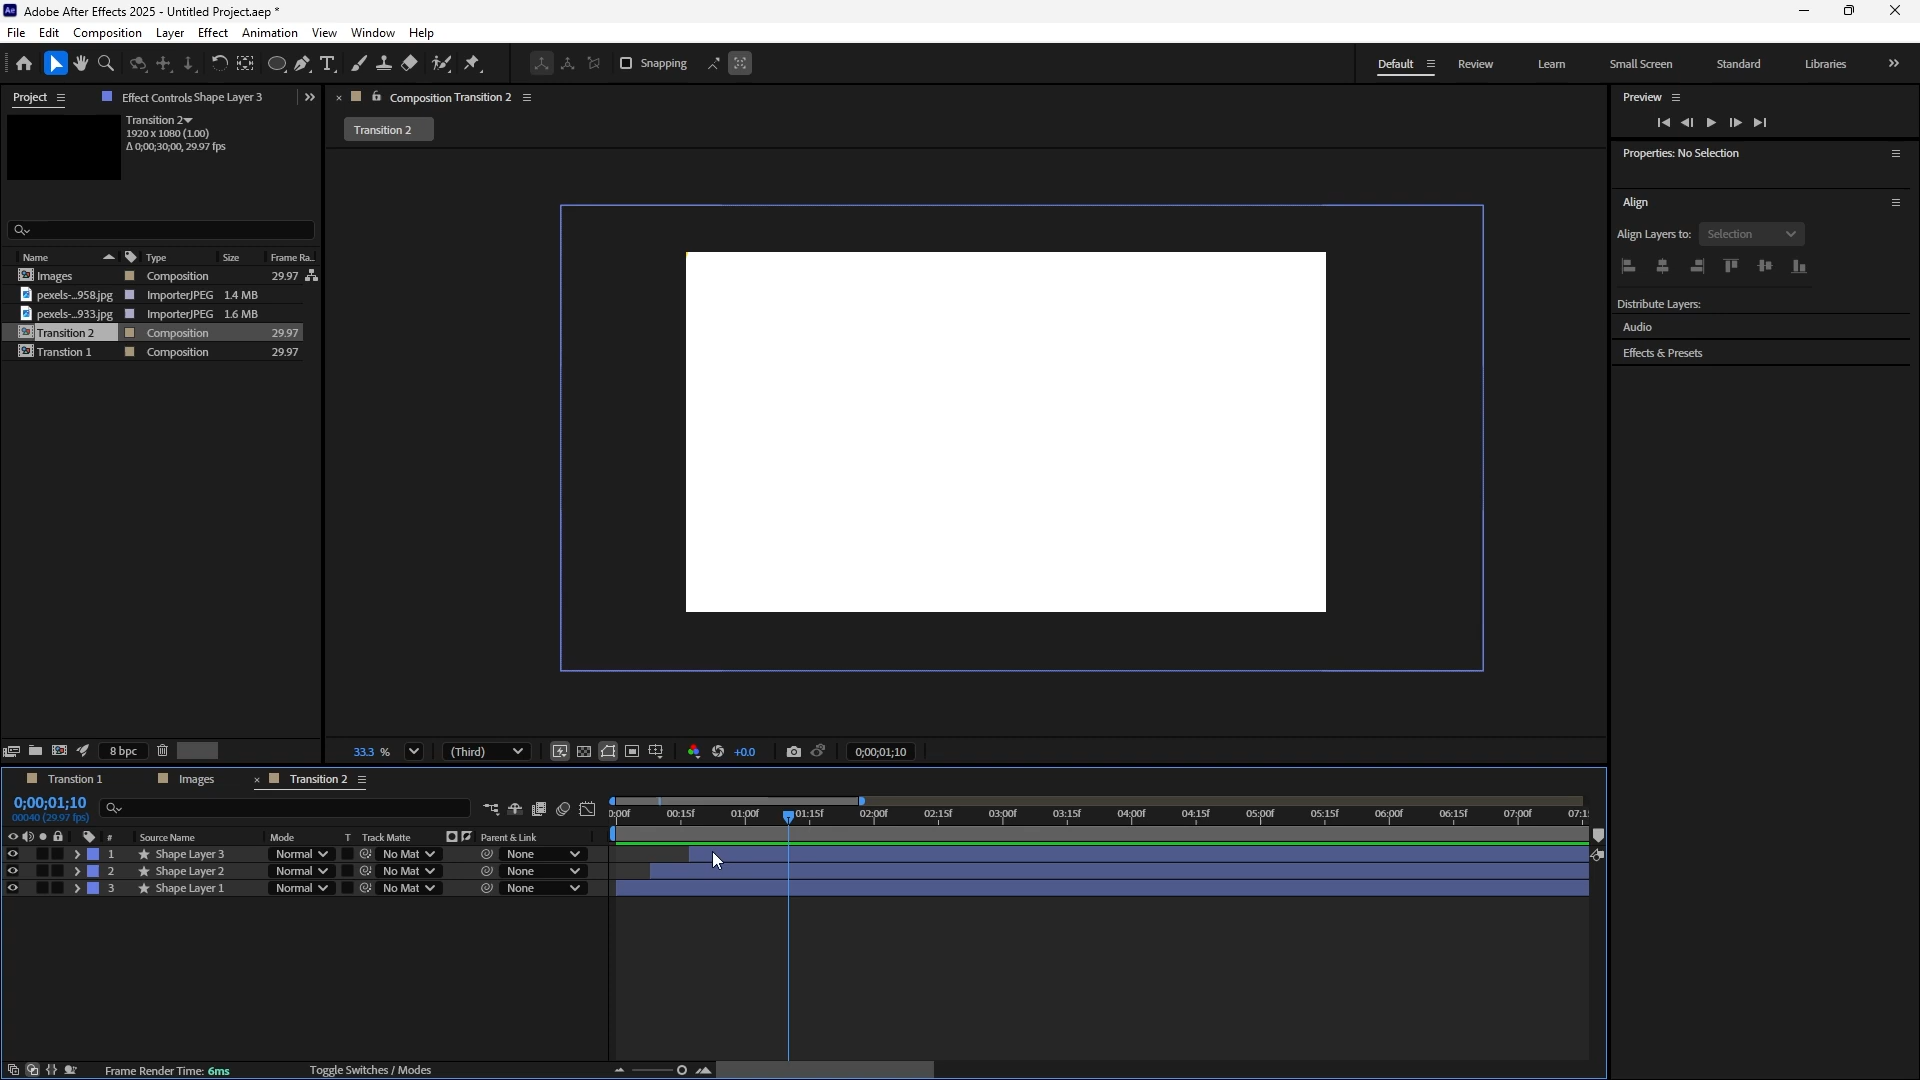 Adobe After Effects 2025 - Untitled Project.aep *
File Edit Composition Layer Effect Animation View Window Help
Snapping
Default Review Learn Small Screen Standard Libraries
Project Effect Controls Shape Layer 3
Composition Transition 2
Preview
Transition 2
1920 x 1080 (1.00)
Δ 0;00;30;00, 29.97 fps
Transition 2
Properties: No Selection
Align
Align Layers to: Selection
Distribute Layers:
Audio
Effects & Presets
Name Type Size Frame Ra...
Images Composition 29.97
pexels-...958.jpg ImporterJPEG 1.4 MB
pexels-...933.jpg ImporterJPEG 1.6 MB
Transition 2 Composition 29.97
Transtion 1 Composition 29.97
8 bpc
33.3 % (Third) +0.0 0;00;01;10
Transtion 1 Images Transition 2
0;00;01;10
00040 (29.97 fps)
0:00f 00:15f 01:00f 01:15f 02:00f 02:15f 03:00f 03:15f 04:00f 04:15f 05:00f 05:15f 06:00f 06:15f 07:00f 07:1
# Source Name Mode T Track Matte Parent & Link
1 Shape Layer 3 Normal No Mat None
2 Shape Layer 2 Normal No Mat None
3 Shape Layer 1 Normal No Mat None
Frame Render Time: 6ms Toggle Switches / Modes